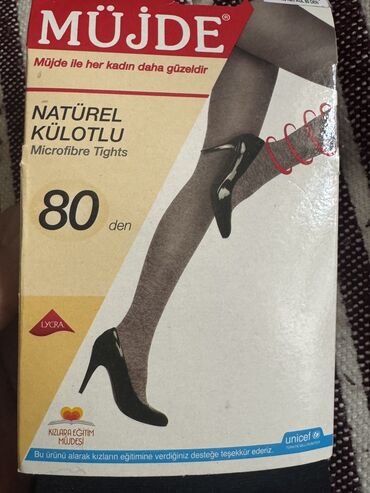 MÜJDE®
Müjde ile her kadın daha güzeldir
NATÜREL
KÜLOTLU
Microfibre Tights
80 den
LYCRA
KIZLARA EĞİTİM
MÜJDESİ
unicef
Bu ürünü alarak kızların eğitimine verdiğiniz desteğe teşekkür ederiz.